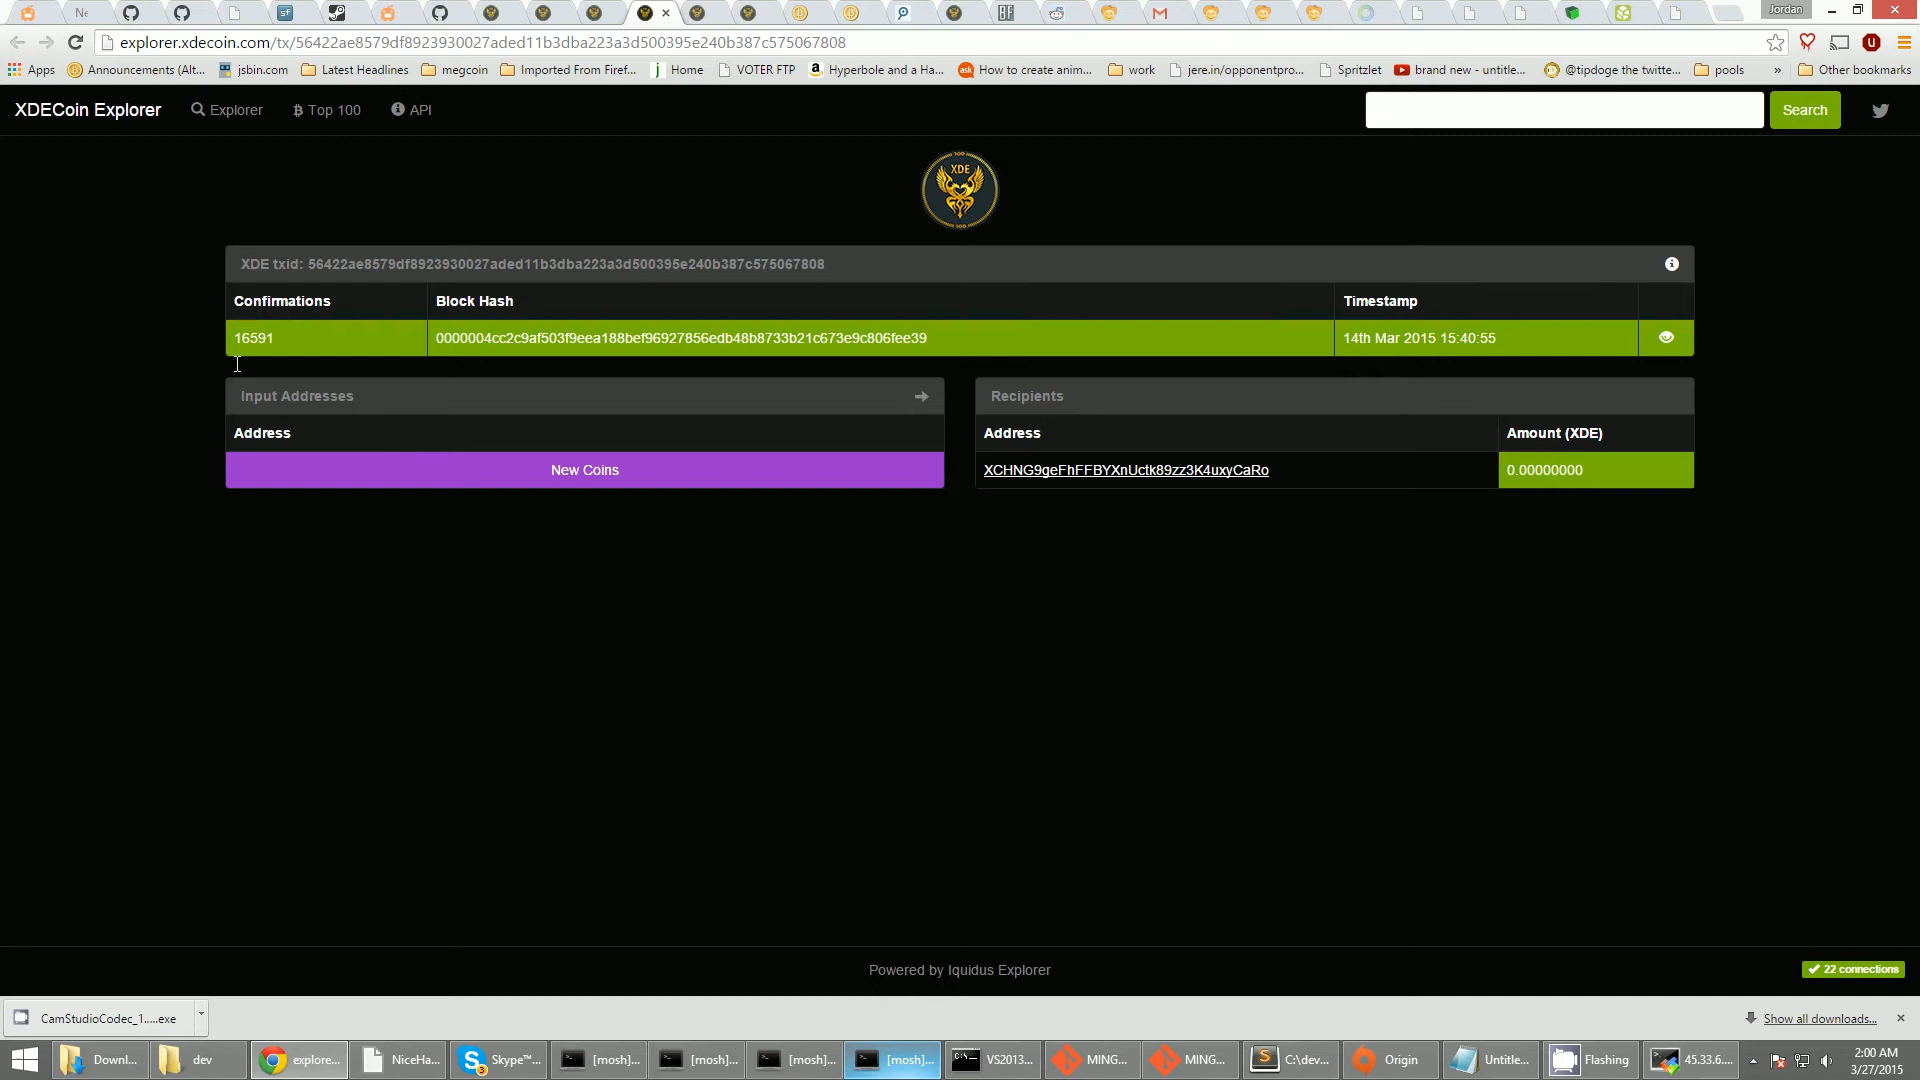 Ne
sf
BF
Jordan
explorer.xdecoin.com/tx/56422ae8579df8923930027aded11b3dba223a3d500395e240b387c575067808
Apps
Announcements (Alt...
jsbin.com
Latest Headlines
megcoin
Imported From Firef...
Home
VOTER FTP
Hyperbole and a Ha...
How to create anim...
work
jere.in/opponentpro...
Spritzlet
brand new - untitle...
@tipdoge the twitte...
pools
»
Other bookmarks
XDECoin Explorer
Explorer
Top 100
API
Search
XDE
XDE txid: 56422ae8579df8923930027aded11b3dba223a3d500395e240b387c575067808
Confirmations
Block Hash
Timestamp
16591
0000004cc2c9af503f9eea188bef96927856edb48b8733b21c673e9c806fee39
14th Mar 2015 15:40:55
Input Addresses
Recipients
Address
Address
Amount (XDE)
New Coins
XCHNG9geFhFFBYXnUctk89zz3K4uxyCaRo
0.00000000
Powered by Iquidus Explorer
22 connections
CamStudioCodec_1.....exe
Show all downloads...
Downl...
dev
explore...
NiceHa...
Skype™...
[mosh]...
[mosh]...
[mosh]...
[mosh]...
VS2013...
MING...
MING...
C:\dev...
Origin
Untitle...
Flashing
45.33.6....
2:00 AM
3/27/2015